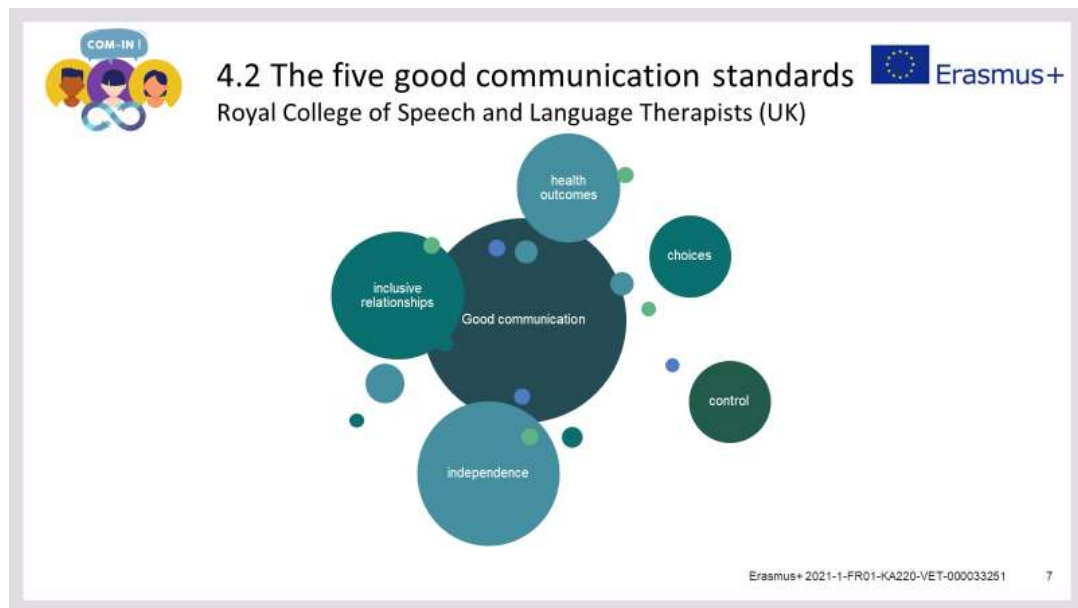 COM-IN !
4.2 The five good communication standards
Erasmus+
Royal College of Speech and Language Therapists (UK)
health
outcomes
choices
inclusive
relationships
Good communication
control
independence
Erasmus+ 2021-1-FR01-KA220-VET-000033251
7